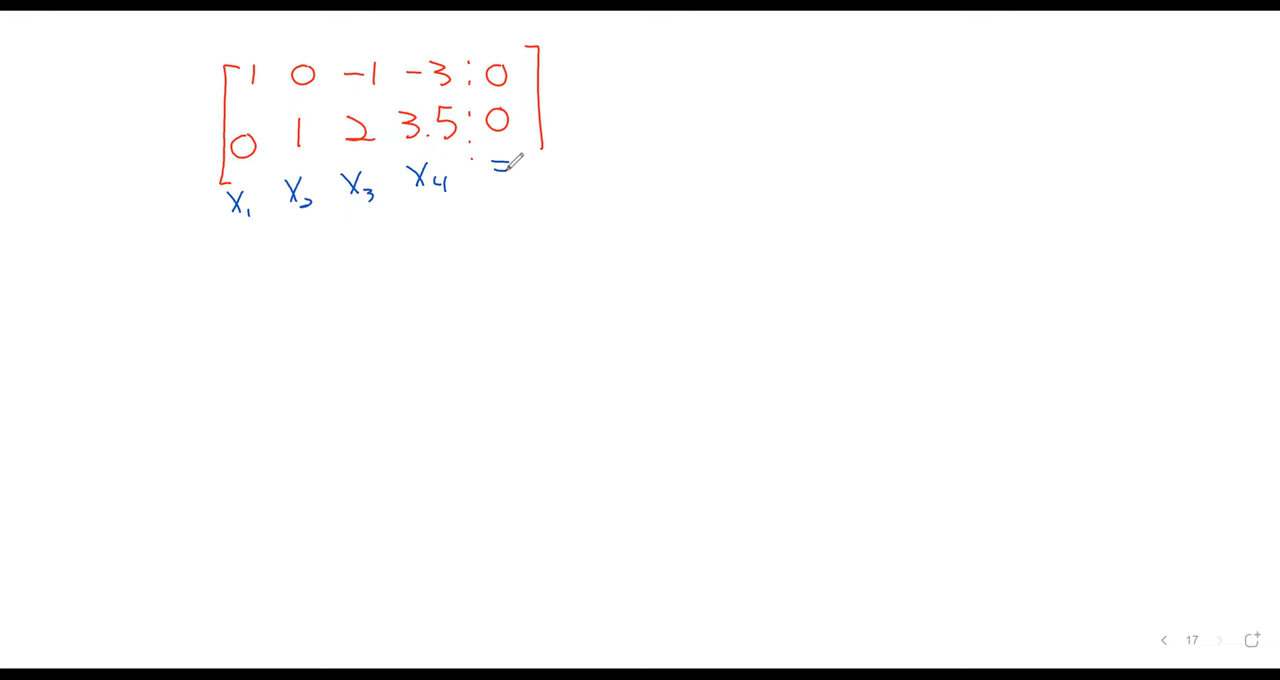 1 0 -1 -3 : 0
0 1 2 3.5 : 0
x₁ x₂ x₃ x₄ =
< 17 >